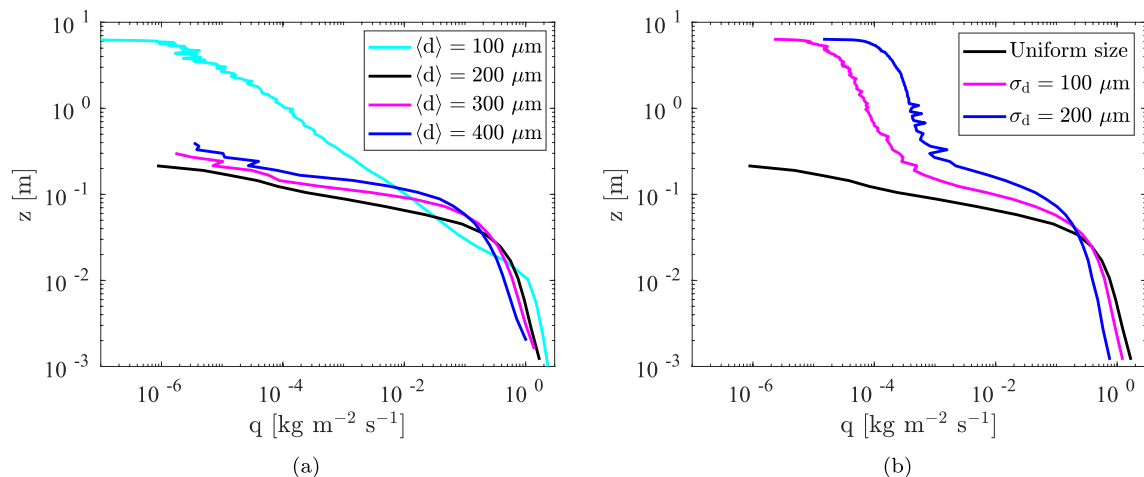 ⟨d⟩ = 100 μm
⟨d⟩ = 200 μm
⟨d⟩ = 300 μm
⟨d⟩ = 400 μm
10^1
10^0
10^-1
10^-2
10^-3
z [m]
10^-6 10^-4 10^-2 10^0
q [kg m^-2 s^-1]
(a)
Uniform size
σ_d = 100 μm
σ_d = 200 μm
10^1
10^0
10^-1
10^-2
10^-3
z [m]
10^-6 10^-4 10^-2 10^0
q [kg m^-2 s^-1]
(b)